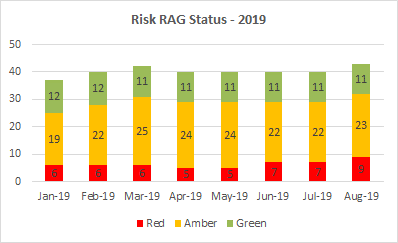 Risk RAG Status - 2019
50
40
30
20
10
0
12 11 11 11 11 11 11 11
19 22 25 24 24 22 22 23
6 6 6 5 5 7 7 9
Jan-19 Feb-19 Mar-19 Apr-19 May-19 Jun-19 Jul-19 Aug-19
Red Amber Green